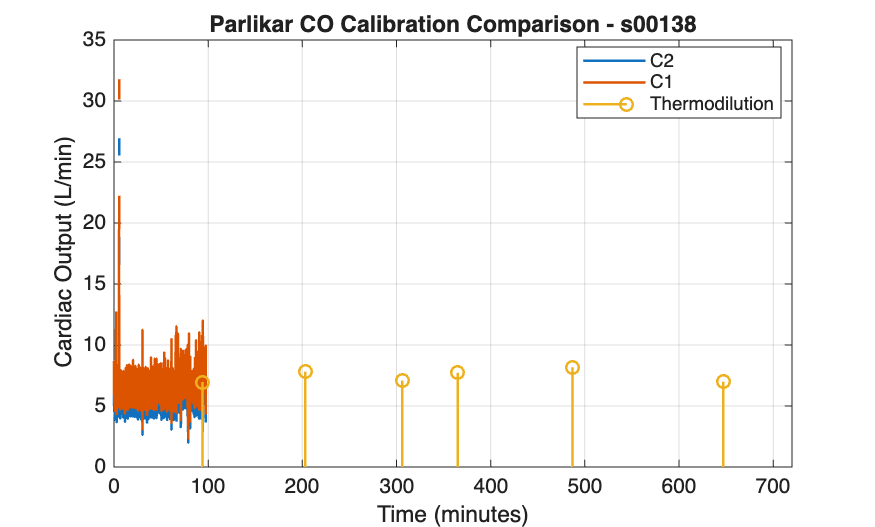 Parlikar CO Calibration Comparison - s00138
35
30
25
20
15
10
5
0
Cardiac Output (L/min)
C2
C1
Thermodilution
0 100 200 300 400 500 600 700
Time (minutes)